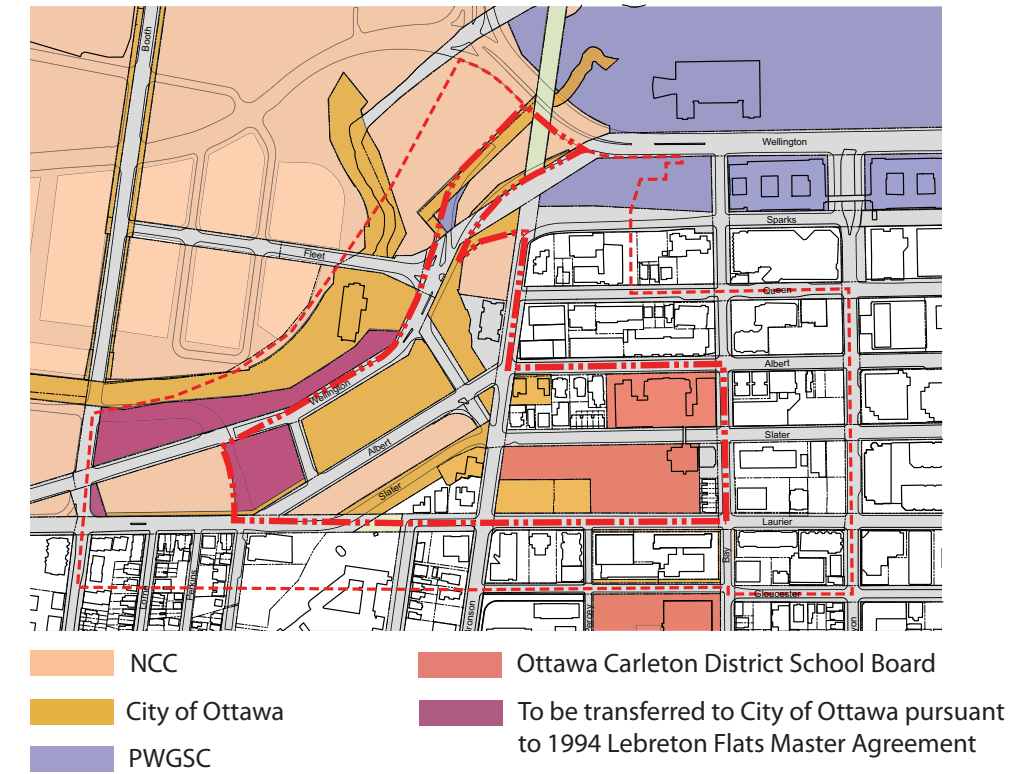 Booth
Wellington
Sparks
Fleet
Queen
Albert
Wellington
Albert
Slater
Slater
Laurier
Bay
Gloucester
NCC
Ottawa Carleton District School Board
City of Ottawa
To be transferred to City of Ottawa pursuant
to 1994 Lebreton Flats Master Agreement
PWGSC